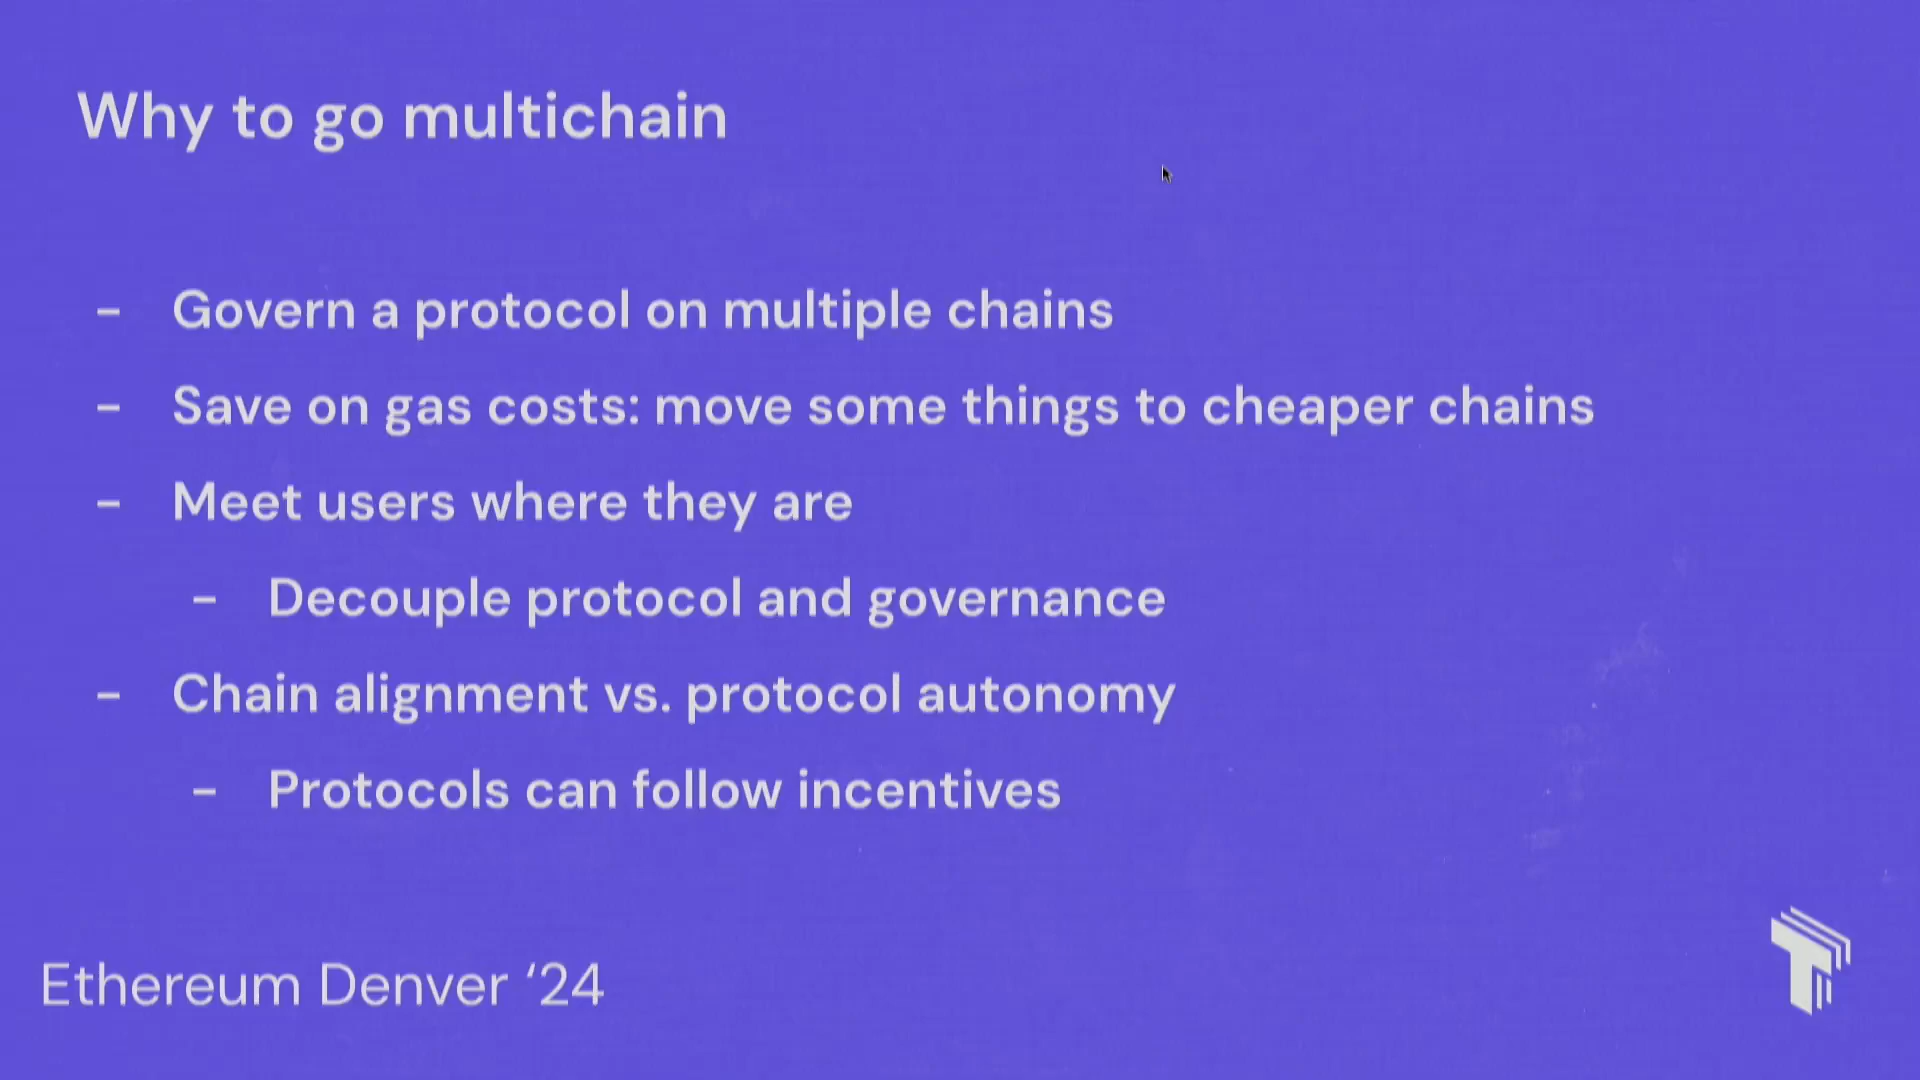 Why to go multichain
- Govern a protocol on multiple chains
- Save on gas costs: move some things to cheaper chains
- Meet users where they are
- Decouple protocol and governance
- Chain alignment vs. protocol autonomy
- Protocols can follow incentives
Ethereum Denver ‘24